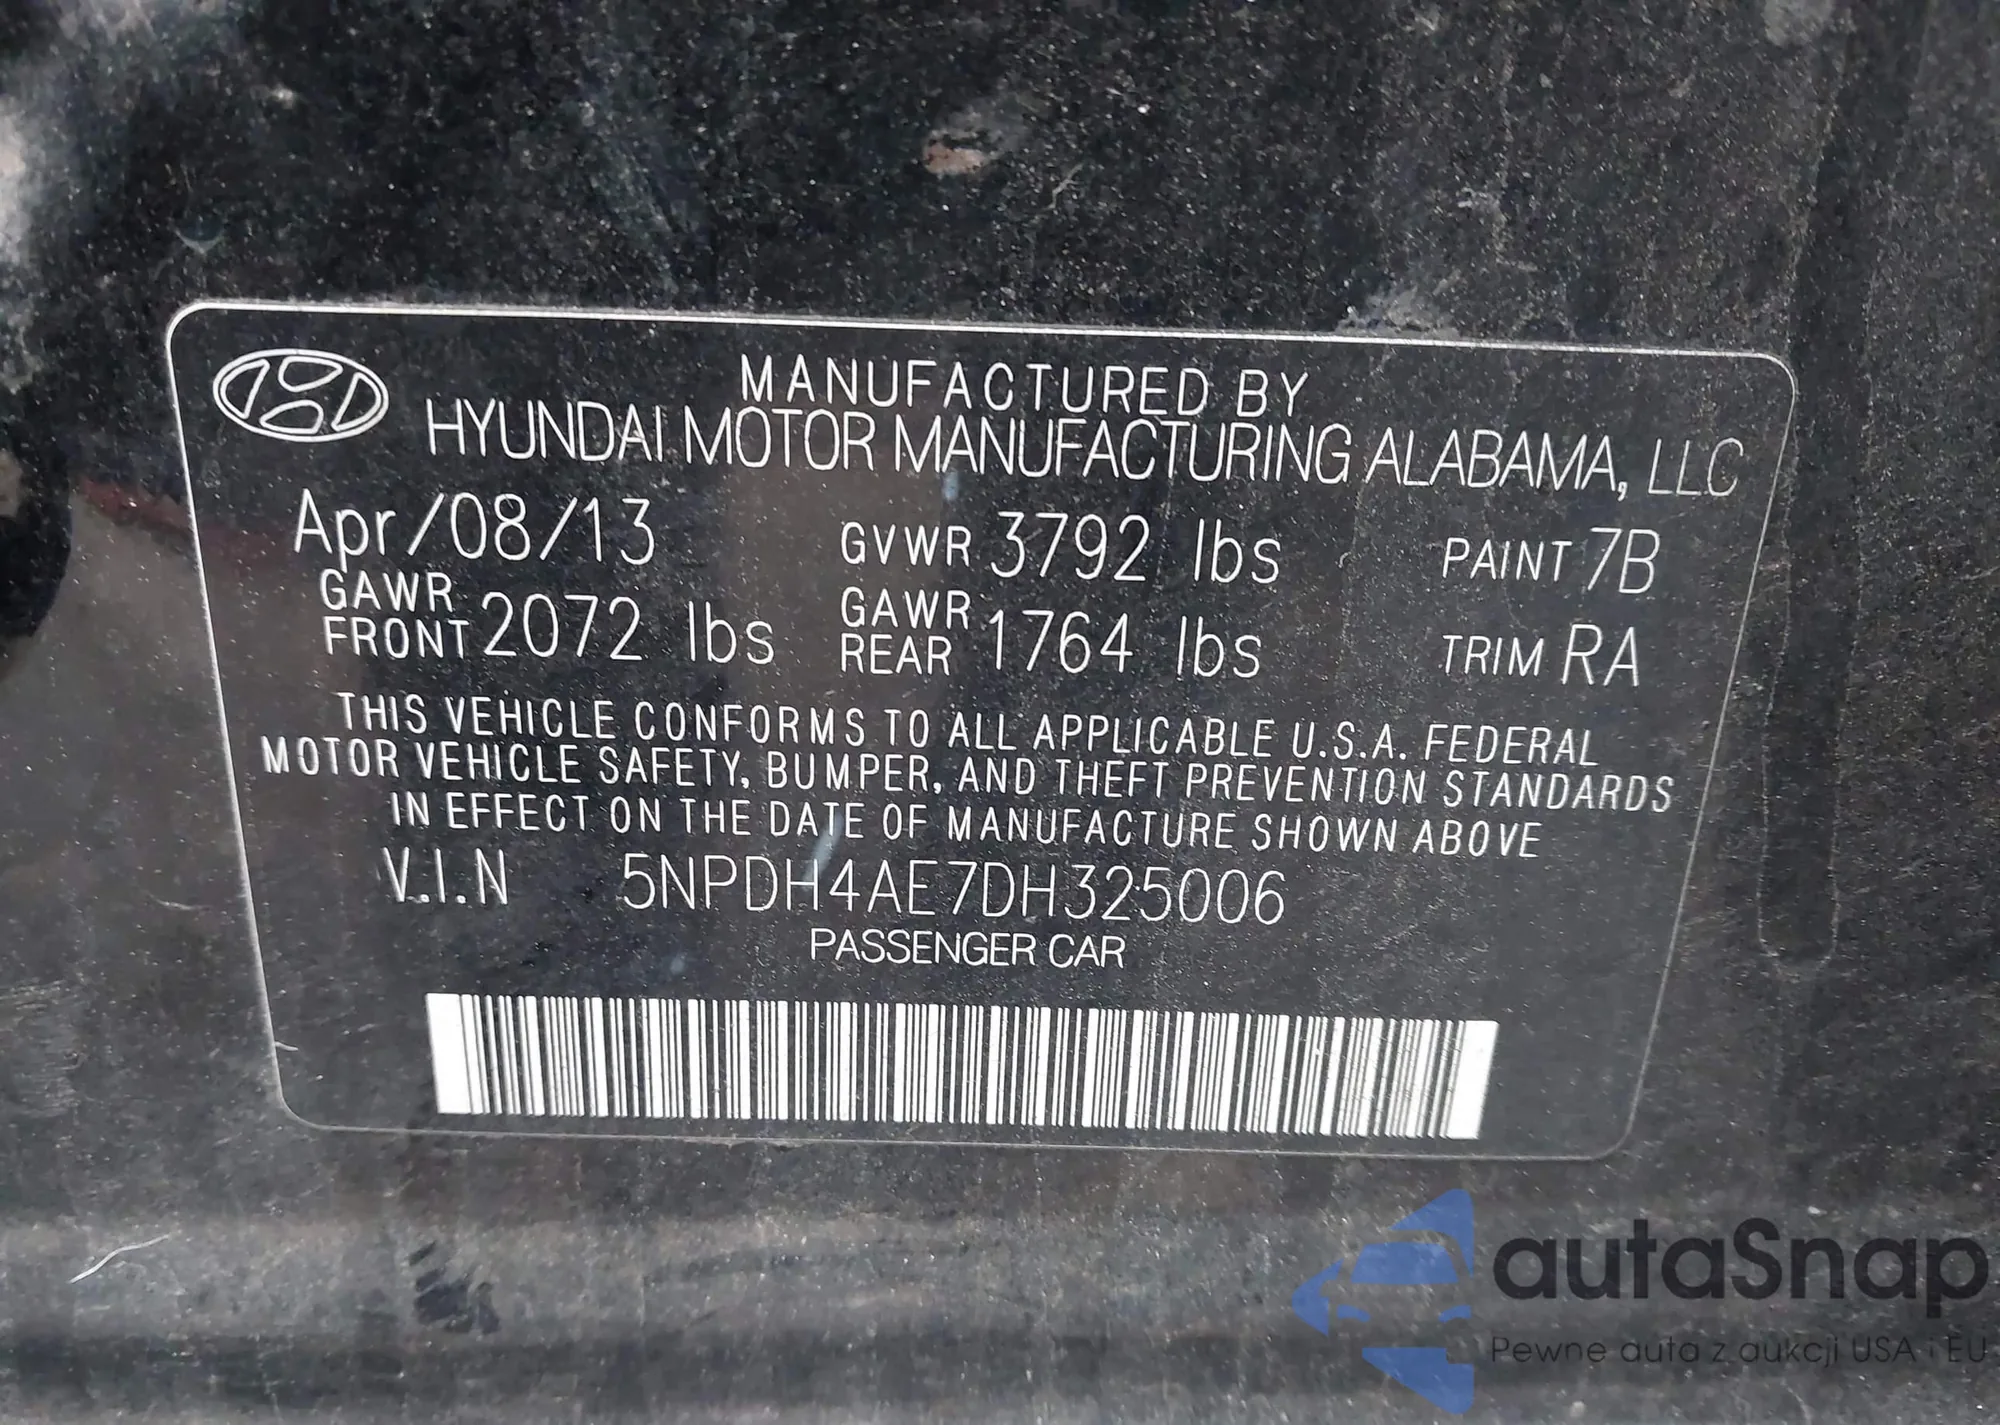 MANUFACTURED BY
HYUNDAI MOTOR MANUFACTURING ALABAMA, LLC
Apr/08/13 GVWR 3792 lbs PAINT 7B
GAWR FRONT 2072 lbs GAWR REAR 1764 lbs TRIM RA
THIS VEHICLE CONFORMS TO ALL APPLICABLE U.S.A. FEDERAL
MOTOR VEHICLE SAFETY, BUMPER, AND THEFT PREVENTION STANDARDS
IN EFFECT ON THE DATE OF MANUFACTURE SHOWN ABOVE
V.I.N 5NPDH4AE7DH325006
PASSENGER CAR
autaSnap
Pewne auta z aukcji USA i EU